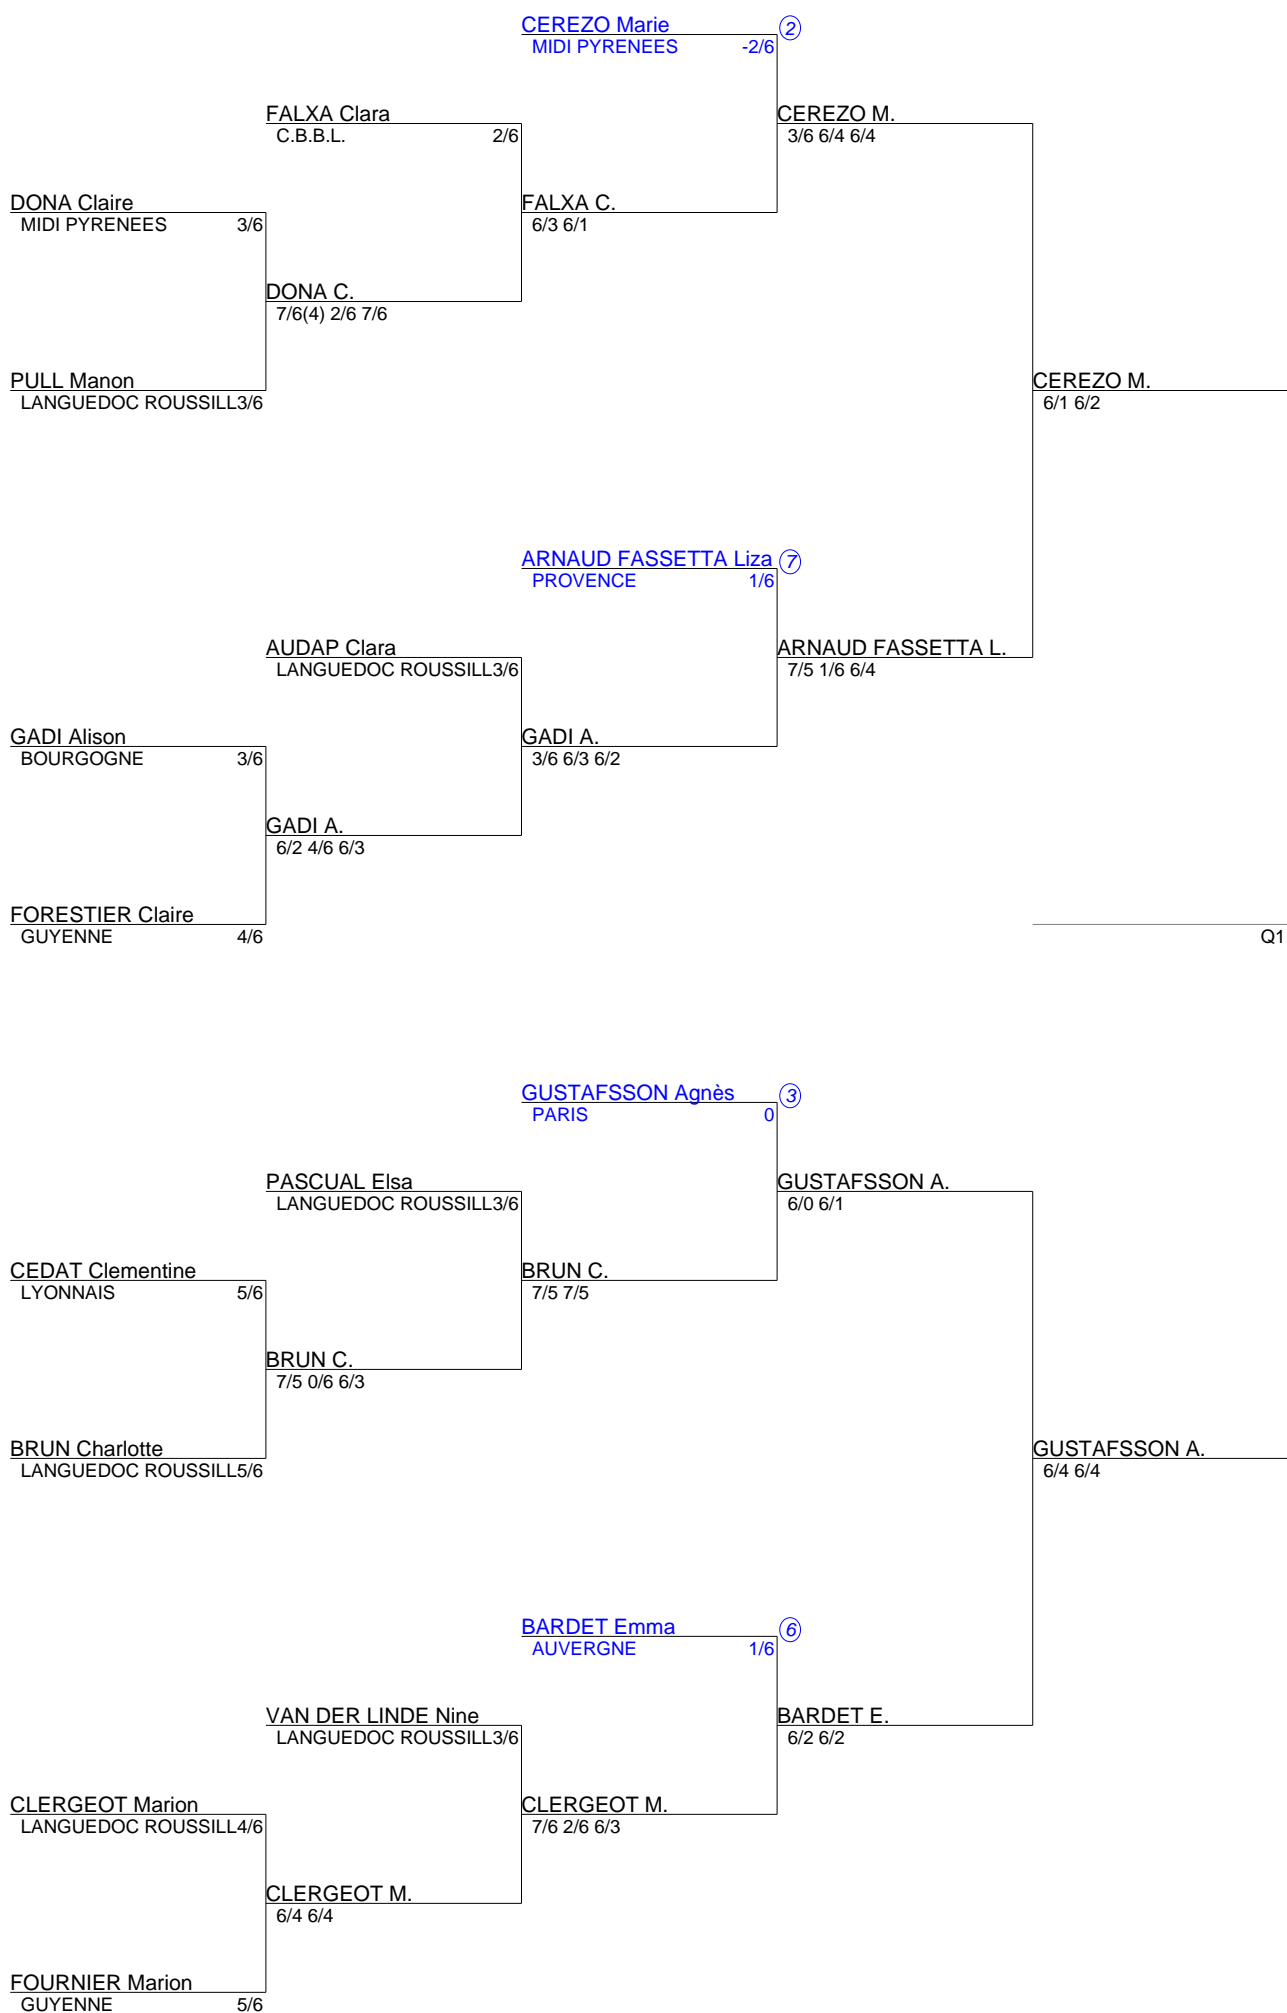 CEREZO Marie 2
MIDI PYRENEES -2/6
FALXA Clara
C.B.B.L. 2/6
CEREZO M.
3/6 6/4 6/4
DONA Claire
MIDI PYRENEES 3/6
FALXA C.
6/3 6/1
DONA C.
7/6(4) 2/6 7/6
PULL Manon
LANGUEDOC ROUSSILL3/6
CEREZO M.
6/1 6/2
ARNAUD FASSETTA Liza 7
PROVENCE 1/6
AUDAP Clara
LANGUEDOC ROUSSILL3/6
ARNAUD FASSETTA L.
7/5 1/6 6/4
GADI Alison
BOURGOGNE 3/6
GADI A.
3/6 6/3 6/2
GADI A.
6/2 4/6 6/3
FORESTIER Claire
GUYENNE 4/6
Q1
GUSTAFSSON Agnès 3
PARIS 0
PASCUAL Elsa
LANGUEDOC ROUSSILL3/6
GUSTAFSSON A.
6/0 6/1
CEDAT Clementine
LYONNAIS 5/6
BRUN C.
7/5 7/5
BRUN C.
7/5 0/6 6/3
BRUN Charlotte
LANGUEDOC ROUSSILL5/6
GUSTAFSSON A.
6/4 6/4
BARDET Emma 6
AUVERGNE 1/6
VAN DER LINDE Nine
LANGUEDOC ROUSSILL3/6
BARDET E.
6/2 6/2
CLERGEOT Marion
LANGUEDOC ROUSSILL4/6
CLERGEOT M.
7/6 2/6 6/3
CLERGEOT M.
6/4 6/4
FOURNIER Marion
GUYENNE 5/6